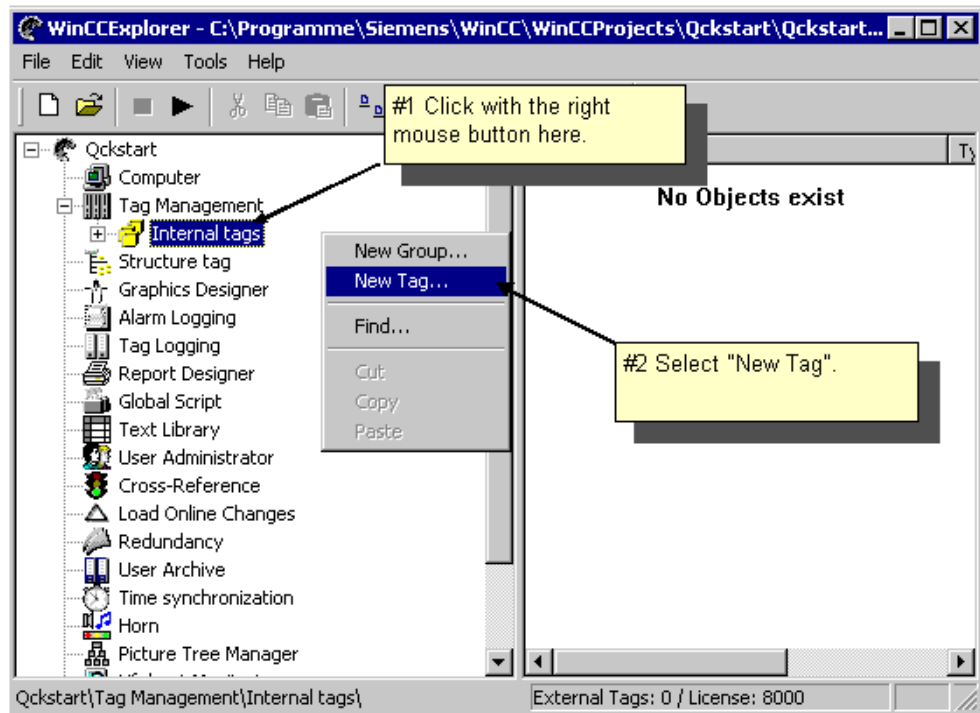 WinCCExplorer - C:\Programme\Siemens\WinCC\WinCCProjects\Qckstart\Qckstart...
File Edit View Tools Help
#1 Click with the right
mouse button here.
Qckstart
Computer
Tag Management
Internal tags
Structure tag
Graphics Designer
Alarm Logging
Tag Logging
Report Designer
Global Script
Text Library
User Administrator
Cross-Reference
Load Online Changes
Redundancy
User Archive
Time synchronization
Horn
Picture Tree Manager
New Group...
New Tag...
Find...
Cut
Copy
Paste
No Objects exist
#2 Select "New Tag".
Qckstart\Tag Management\Internal tags\
External Tags: 0 / License: 8000